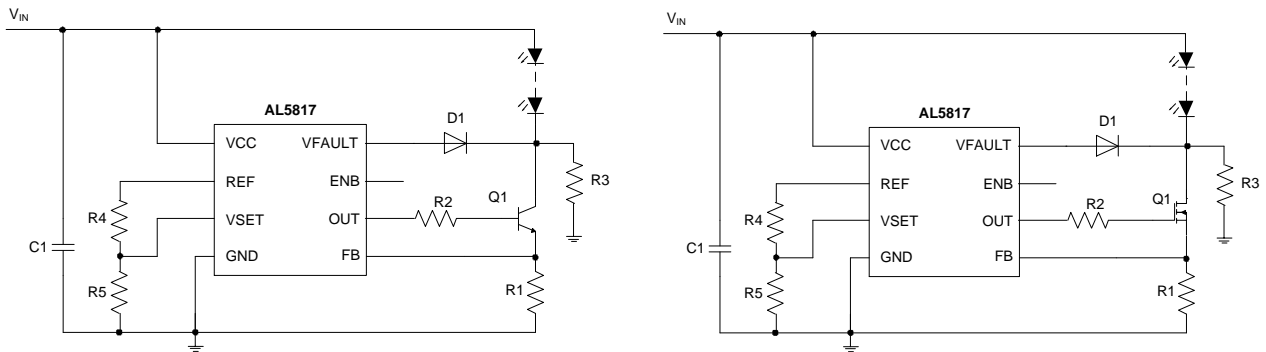 VIN
AL5817
D1
VCC
VFAULT
REF
ENB
R3
R4
R2
Q1
VSET
OUT
C1
GND
FB
R5
R1
VIN
AL5817
D1
VCC
VFAULT
REF
ENB
R3
R4
R2
Q1
VSET
OUT
C1
GND
FB
R5
R1